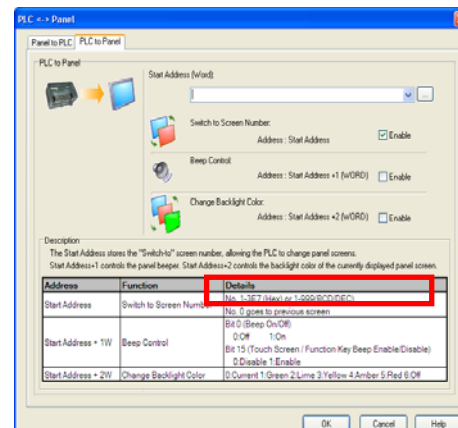 PLC <-> Panel
Panel to PLC
PLC to Panel
PLC to Panel
Start Address (Word):
...
Switch to Screen Number:
Address : Start Address
Enable
Beep Control:
Address : Start Address +1 (WORD)
Enable
Change Backlight Color:
Address : Start Address +2 (WORD)
Enable
Description
The Start Address stores the "Switch-to" screen number, allowing the PLC to change panel screens.
Start Address+1 controls the panel beeper. Start Address+2 controls the backlight color of the currently displayed panel screen.
Address Function Details
Start Address Switch to Screen Number No. 1-3E7 (Hex) or 1-999(BCD/DEC)
No. 0 goes to previous screen
Start Address + 1W Beep Control Bit 0 (Beep On/Off)
0:Off 1:On
Bit 15 (Touch Screen / Function Key Beep Enable/Disable)
0:Disable 1:Enable
Start Address + 2W Change Backlight Color 0:Current 1:Green 2:Lime 3:Yellow 4:Amber 5:Red 6:Off
OK Cancel Help